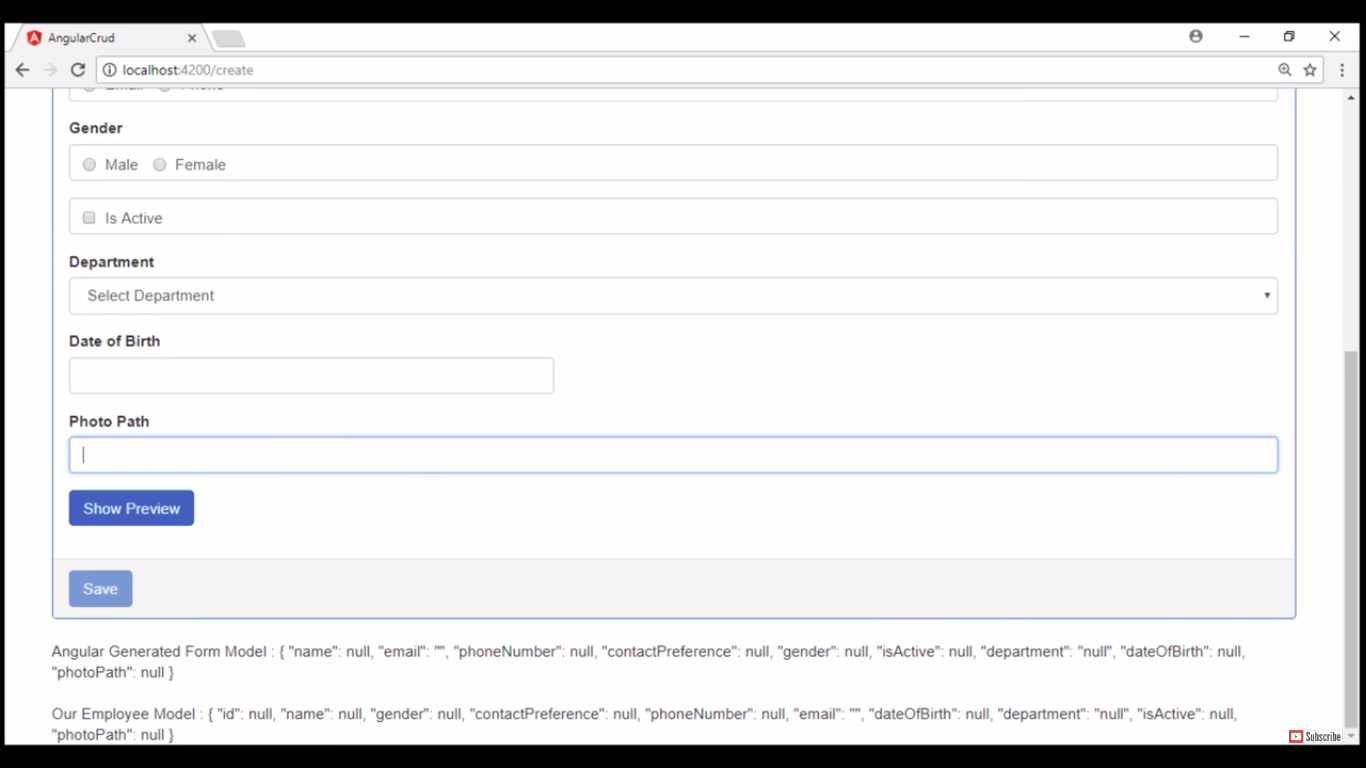 AngularCrud
localhost:4200/create
Email Phone
Gender
Male Female
Is Active
Department
Select Department
Date of Birth
Photo Path
Show Preview
Save
Angular Generated Form Model : { "name": null, "email": "", "phoneNumber": null, "contactPreference": null, "gender": null, "isActive": null, "department": "null", "dateOfBirth": null,
"photoPath": null }
Our Employee Model : { "id": null, "name": null, "gender": null, "contactPreference": null, "phoneNumber": null, "email": "", "dateOfBirth": null, "department": "null", "isActive": null,
"photoPath": null }
Subscribe